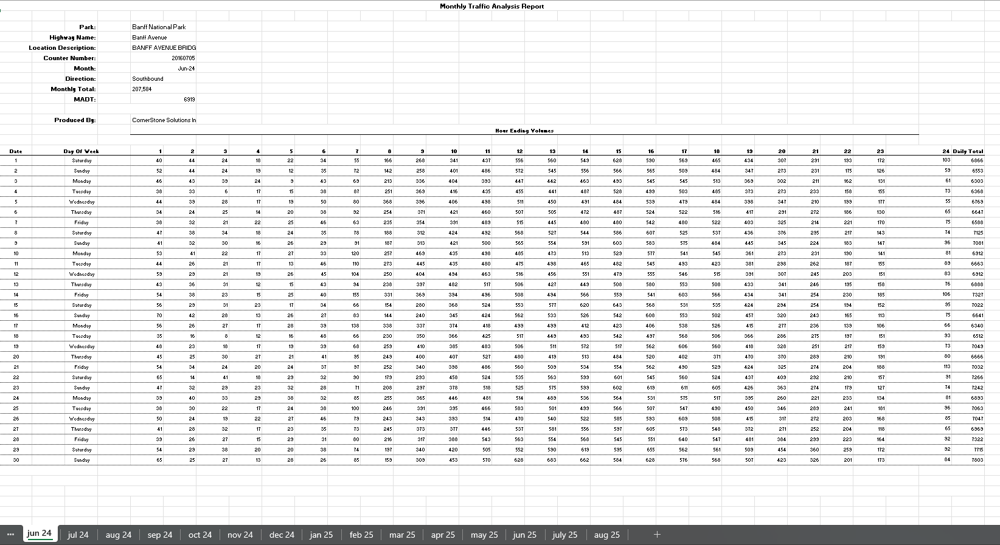 Monthly Traffic Analysis Report
Park: Banff National Park
Highway Name: Banff Avenue
Location Description: BANFF AVENUE BRIDG
Counter Number: 20160705
Month: Jun-24
Direction: Southbound
Monthly Total: 207,584
MADT: 6919
Produced By: CornerStone Solutions In
Hour Ending Volumes
Date Day Of Week 1 2 3 4 5 6 7 8 9 10 11 12 13 14 15 16 17 18 19 20 21 22 23 24 Daily Total
1 Saturday 40 44 24 18 22 34 55 166 268 341 437 556 560 549 628 590 569 465 434 307 291 193 172 103 6866
2 Sunday 52 44 24 19 12 35 72 142 258 401 486 572 545 556 566 565 509 484 347 273 231 175 126 59 6553
3 Monday 46 43 39 24 9 43 69 213 336 404 393 447 442 463 493 545 545 513 369 302 211 162 131 61 6303
4 Tuesday 38 33 6 17 15 38 87 251 369 416 435 455 441 487 528 499 503 485 373 273 233 158 155 73 6368
5 Wednesday 44 39 28 17 19 50 80 368 396 406 498 511 450 491 484 539 479 484 398 347 210 199 177 55 6769
6 Thursday 34 24 25 14 20 38 92 254 371 421 460 507 505 472 487 524 522 516 417 291 272 186 130 65 6647
7 Friday 38 32 21 22 25 46 63 235 354 391 489 515 445 480 480 542 480 522 403 325 214 221 170 75 6588
8 Saturday 47 38 34 18 24 35 78 188 312 424 492 568 527 544 586 607 525 537 436 376 295 217 143 74 7125
9 Sunday 41 32 30 16 26 29 91 187 313 421 500 565 554 591 603 583 575 484 445 345 224 183 147 96 7081
10 Monday 53 41 22 17 27 33 120 257 469 435 498 485 473 513 529 577 541 545 361 273 231 190 141 81 6912
11 Tuesday 44 26 21 17 13 46 110 273 445 435 480 475 498 465 482 545 493 423 381 298 262 187 155 89 6663
12 Wednesday 59 29 21 19 26 45 104 250 404 494 463 516 456 551 479 555 546 515 391 307 245 203 151 83 6912
13 Thursday 43 36 31 12 15 43 94 238 397 482 517 506 427 449 508 580 553 508 433 341 246 195 158 76 6888
14 Friday 54 38 23 15 25 40 155 331 369 394 496 508 494 566 559 541 603 566 434 341 254 230 185 106 7327
15 Saturday 56 29 31 23 17 34 66 154 280 368 524 553 577 620 643 568 531 535 424 294 254 194 152 95 7022
16 Sunday 70 42 28 13 26 27 83 144 240 345 424 562 533 526 542 608 553 502 457 320 243 165 113 75 6641
17 Monday 56 26 27 17 28 39 138 338 337 374 418 499 499 412 423 406 538 526 415 277 236 139 106 66 6340
18 Tuesday 35 16 8 12 16 48 66 230 350 366 425 517 449 493 542 497 568 506 366 286 275 197 151 93 6512
19 Wednesday 48 23 18 17 19 39 68 259 410 385 483 506 511 572 517 562 606 560 418 328 251 217 159 73 7049
20 Thursday 45 25 30 27 21 41 95 249 400 407 527 480 419 513 484 520 402 371 470 370 289 210 191 80 6666
21 Friday 54 34 24 20 24 37 97 252 340 398 486 560 509 534 554 562 490 529 424 325 274 204 188 113 7032
22 Saturday 65 14 41 18 29 32 90 179 293 458 524 535 563 599 601 545 560 524 437 409 292 210 157 91 7266
23 Sunday 47 32 29 23 32 28 71 208 297 378 518 525 575 599 602 619 611 605 426 363 274 179 127 74 7242
24 Monday 39 40 33 29 38 32 85 255 365 446 481 514 489 536 564 531 575 517 395 260 221 233 134 81 6893
25 Tuesday 38 30 22 17 24 38 100 246 391 395 466 583 501 499 566 507 547 490 450 346 289 241 181 96 7063
26 Wednesday 50 24 19 22 27 46 79 243 343 393 514 470 540 522 585 593 609 508 415 317 272 203 168 85 7047
27 Thursday 41 28 32 17 23 35 73 245 373 377 446 537 581 556 597 605 573 548 372 271 252 204 118 65 6969
28 Friday 39 26 27 15 29 31 80 216 317 388 543 563 554 568 545 551 640 547 481 384 299 223 164 92 7322
29 Saturday 54 29 38 20 20 38 74 197 340 420 505 552 590 619 595 655 562 561 509 454 360 259 172 92 7715
30 Sunday 65 25 27 13 28 26 85 159 309 453 570 628 683 662 584 628 576 568 507 423 326 201 173 84 7803
jun 24 jul 24 aug 24 sep 24 oct 24 nov 24 dec 24 jan 25 feb 25 mar 25 apr 25 may 25 jun 25 july 25 aug 25